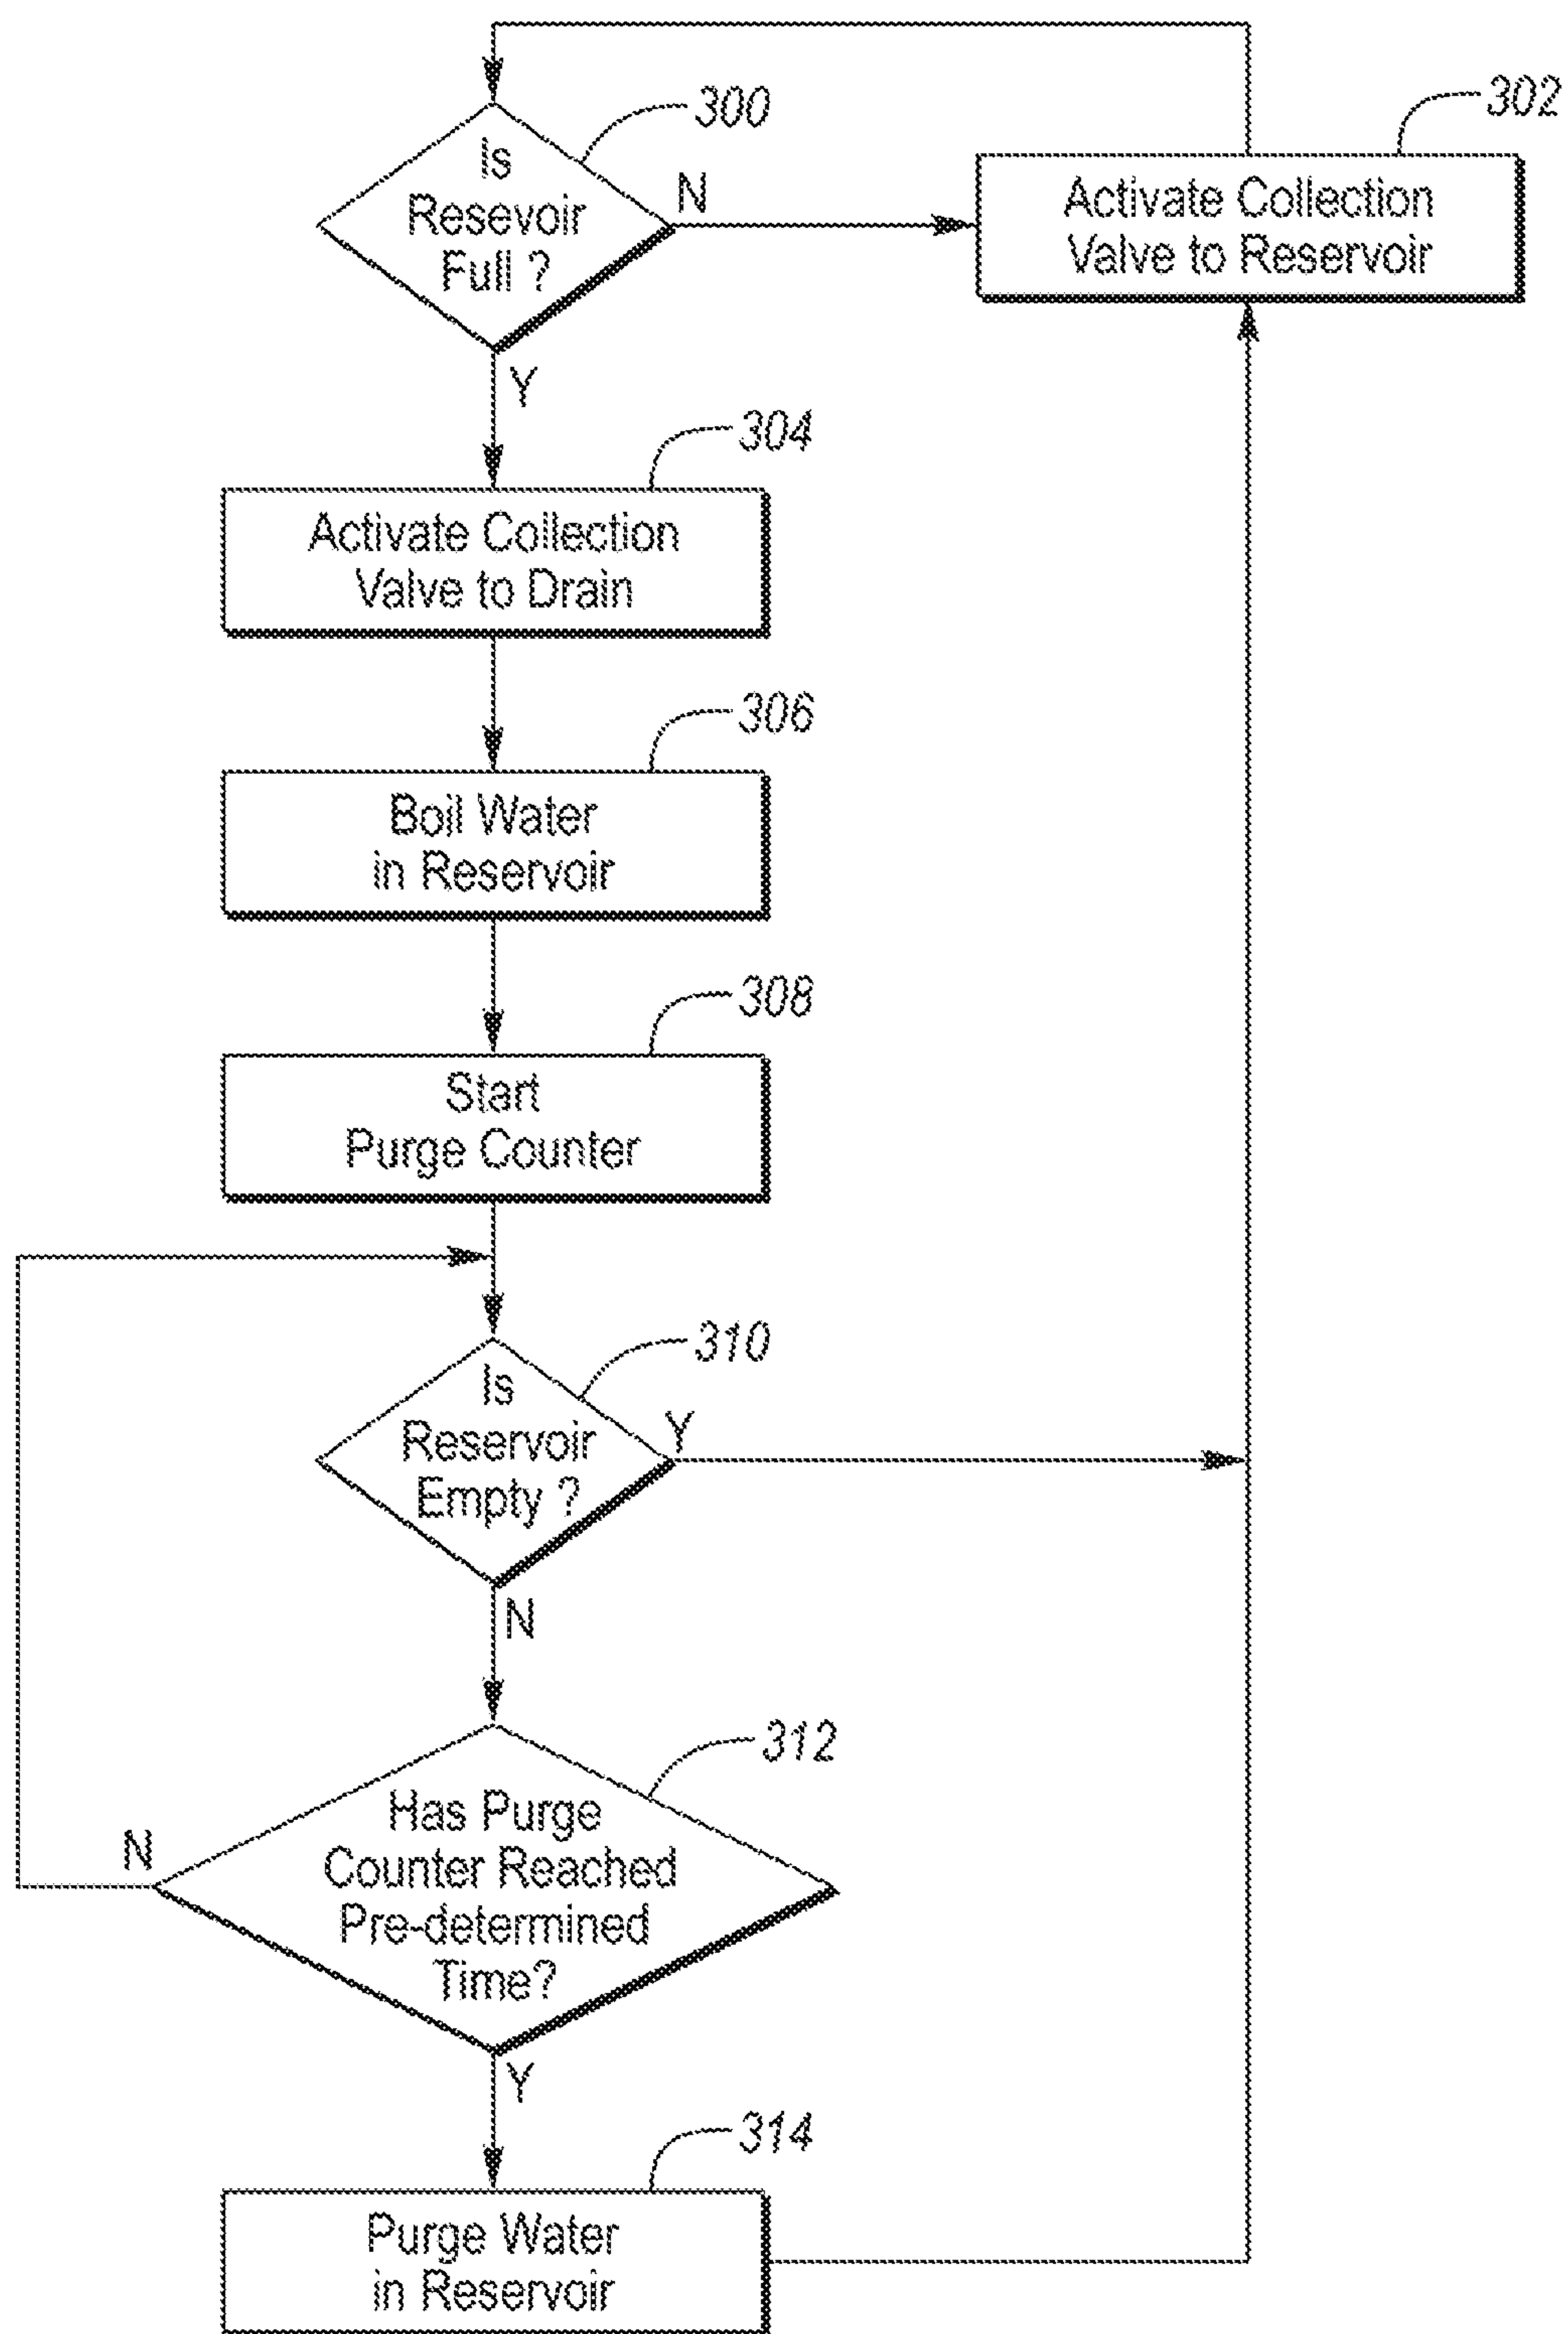 300
Is
Resevoir
Full ?
N
302
Activate Collection
Valve to Reservoir
Y
304
Activate Collection
Valve to Drain
306
Boil Water
in Reservoir
308
Start
Purge Counter
310
Is
Reservoir
Empty ?
Y
N
312
Has Purge
Counter Reached
Pre-determined
Time?
N
Y
314
Purge Water
in Reservoir